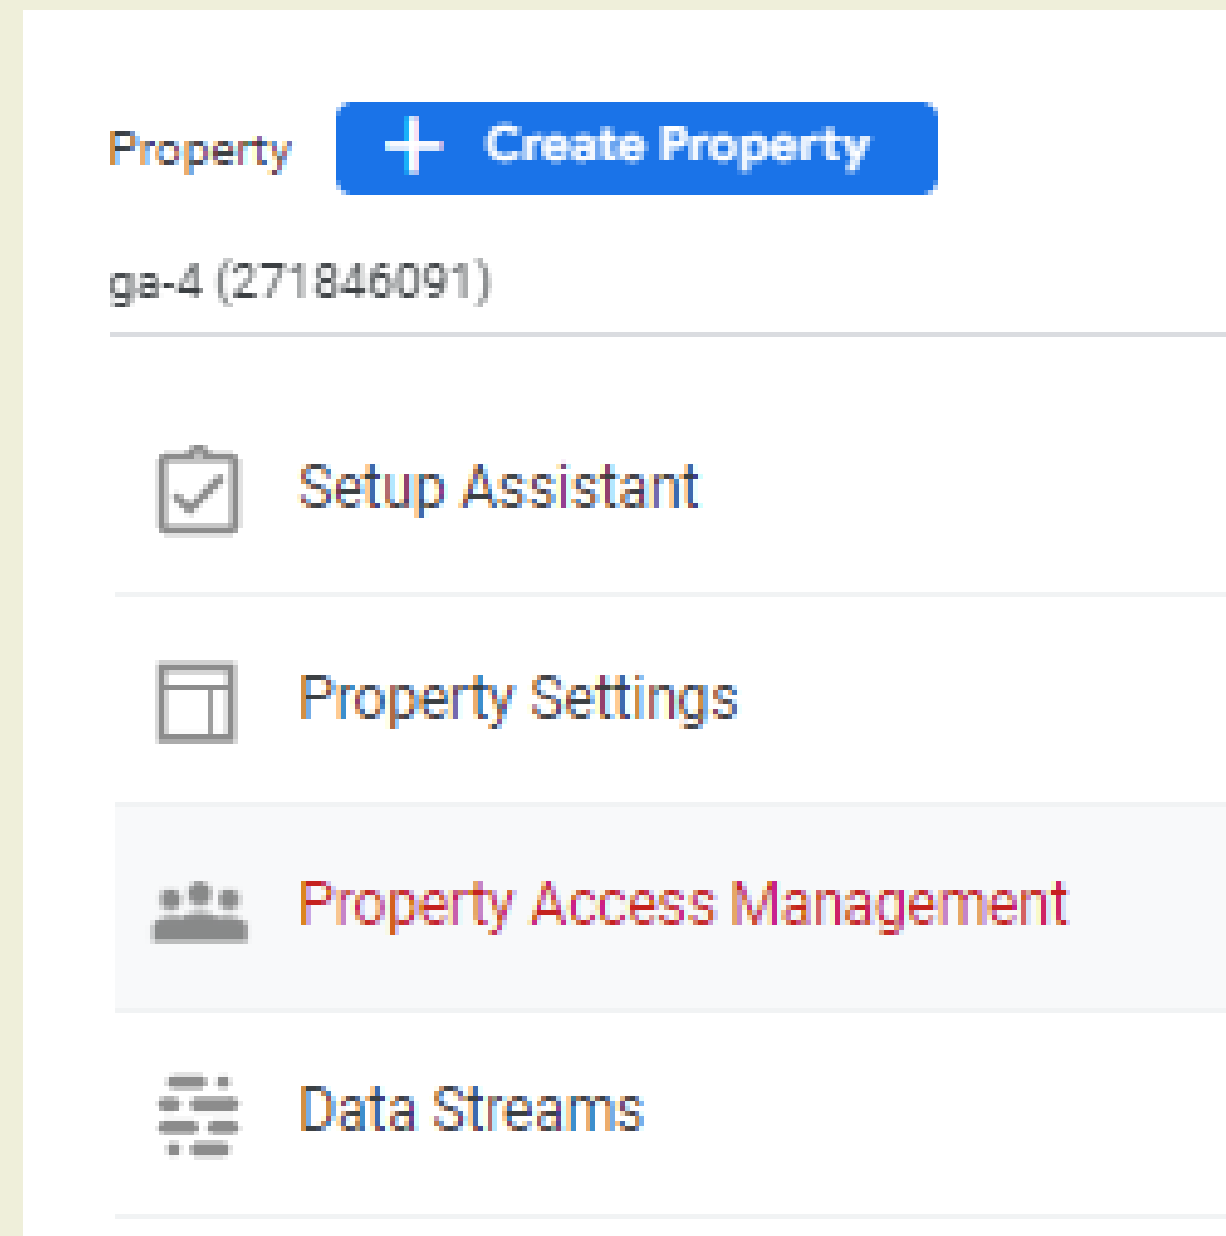 Property
Create Property
ga-4 (271846091)
Setup Assistant
Property Settings
Property Access Management
Data Streams